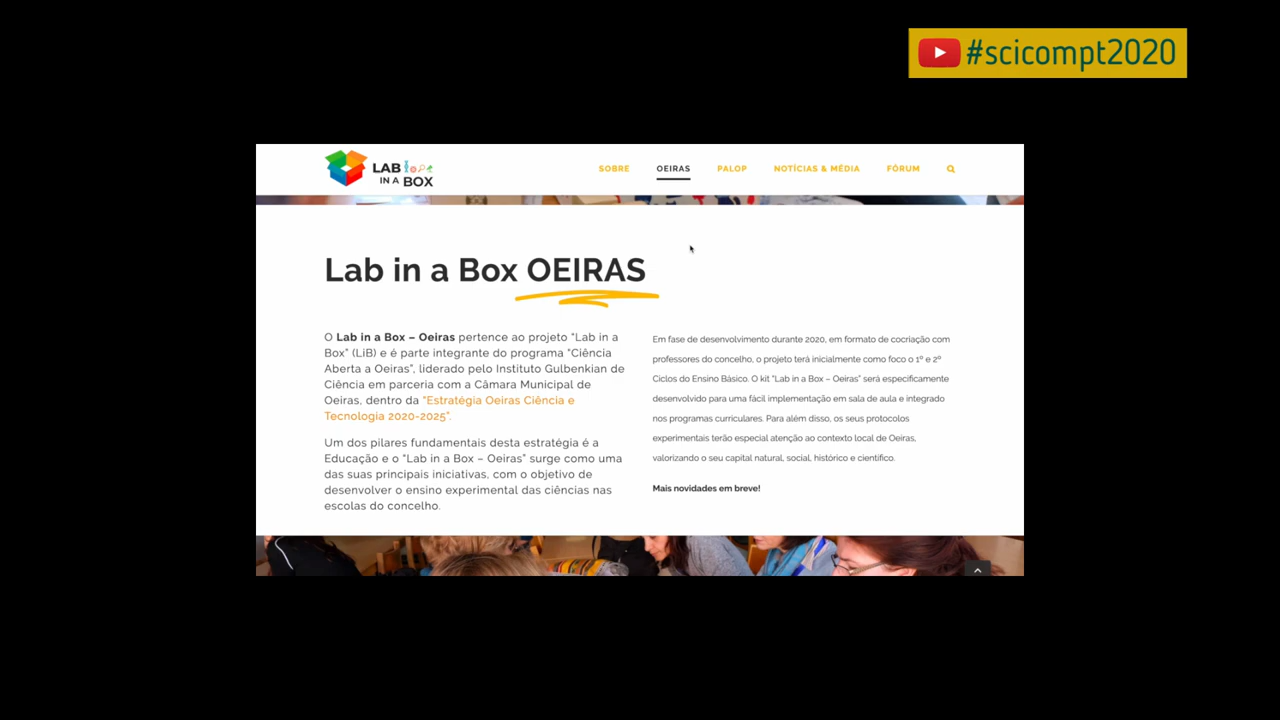 #scicompt2020
LAB
IN A BOX
SOBRE OEIRAS PALOP NOTÍCIAS & MÉDIA FÓRUM
Lab in a Box OEIRAS
O Lab in a Box – Oeiras pertence ao projeto “Lab in a
Box” (LiB) e é parte integrante do programa “Ciência
Aberta a Oeiras”, liderado pelo Instituto Gulbenkian de
Ciência em parceria com a Câmara Municipal de
Oeiras, dentro da “Estratégia Oeiras Ciência e
Tecnologia 2020-2025”.
Um dos pilares fundamentais desta estratégia é a
Educação e o “Lab in a Box – Oeiras” surge como uma
das suas principais iniciativas, com o objetivo de
desenvolver o ensino experimental das ciências nas
escolas do concelho.
Em fase de desenvolvimento durante 2020, em formato de cocriação com
professores do concelho, o projeto terá inicialmente como foco o 1º e 2º
Ciclos do Ensino Básico. O kit “Lab in a Box – Oeiras” será especificamente
desenvolvido para uma fácil implementação em sala de aula e integrado
nos programas curriculares. Para além disso, os seus protocolos
experimentais terão especial atenção ao contexto local de Oeiras,
valorizando o seu capital natural, social, histórico e científico.
Mais novidades em breve!